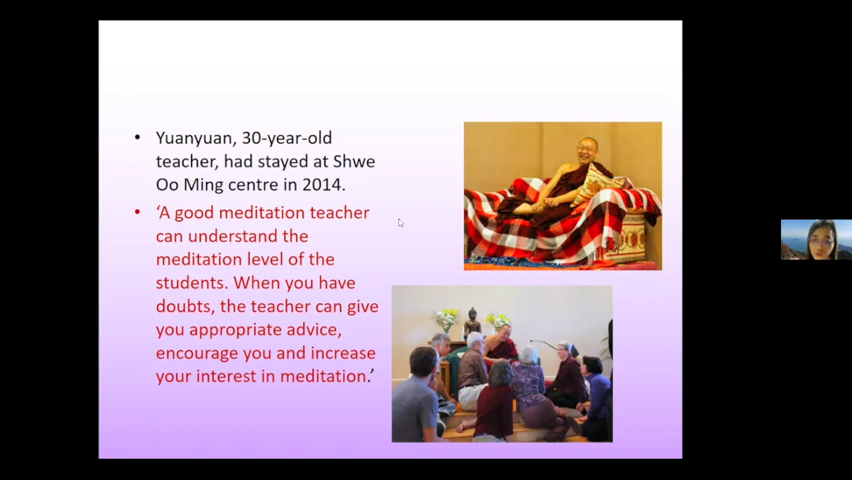 • Yuanyuan, 30-year-old
teacher, had stayed at Shwe
Oo Ming centre in 2014.
• ‘A good meditation teacher
can understand the
meditation level of the
students. When you have
doubts, the teacher can give
you appropriate advice,
encourage you and increase
your interest in meditation.’